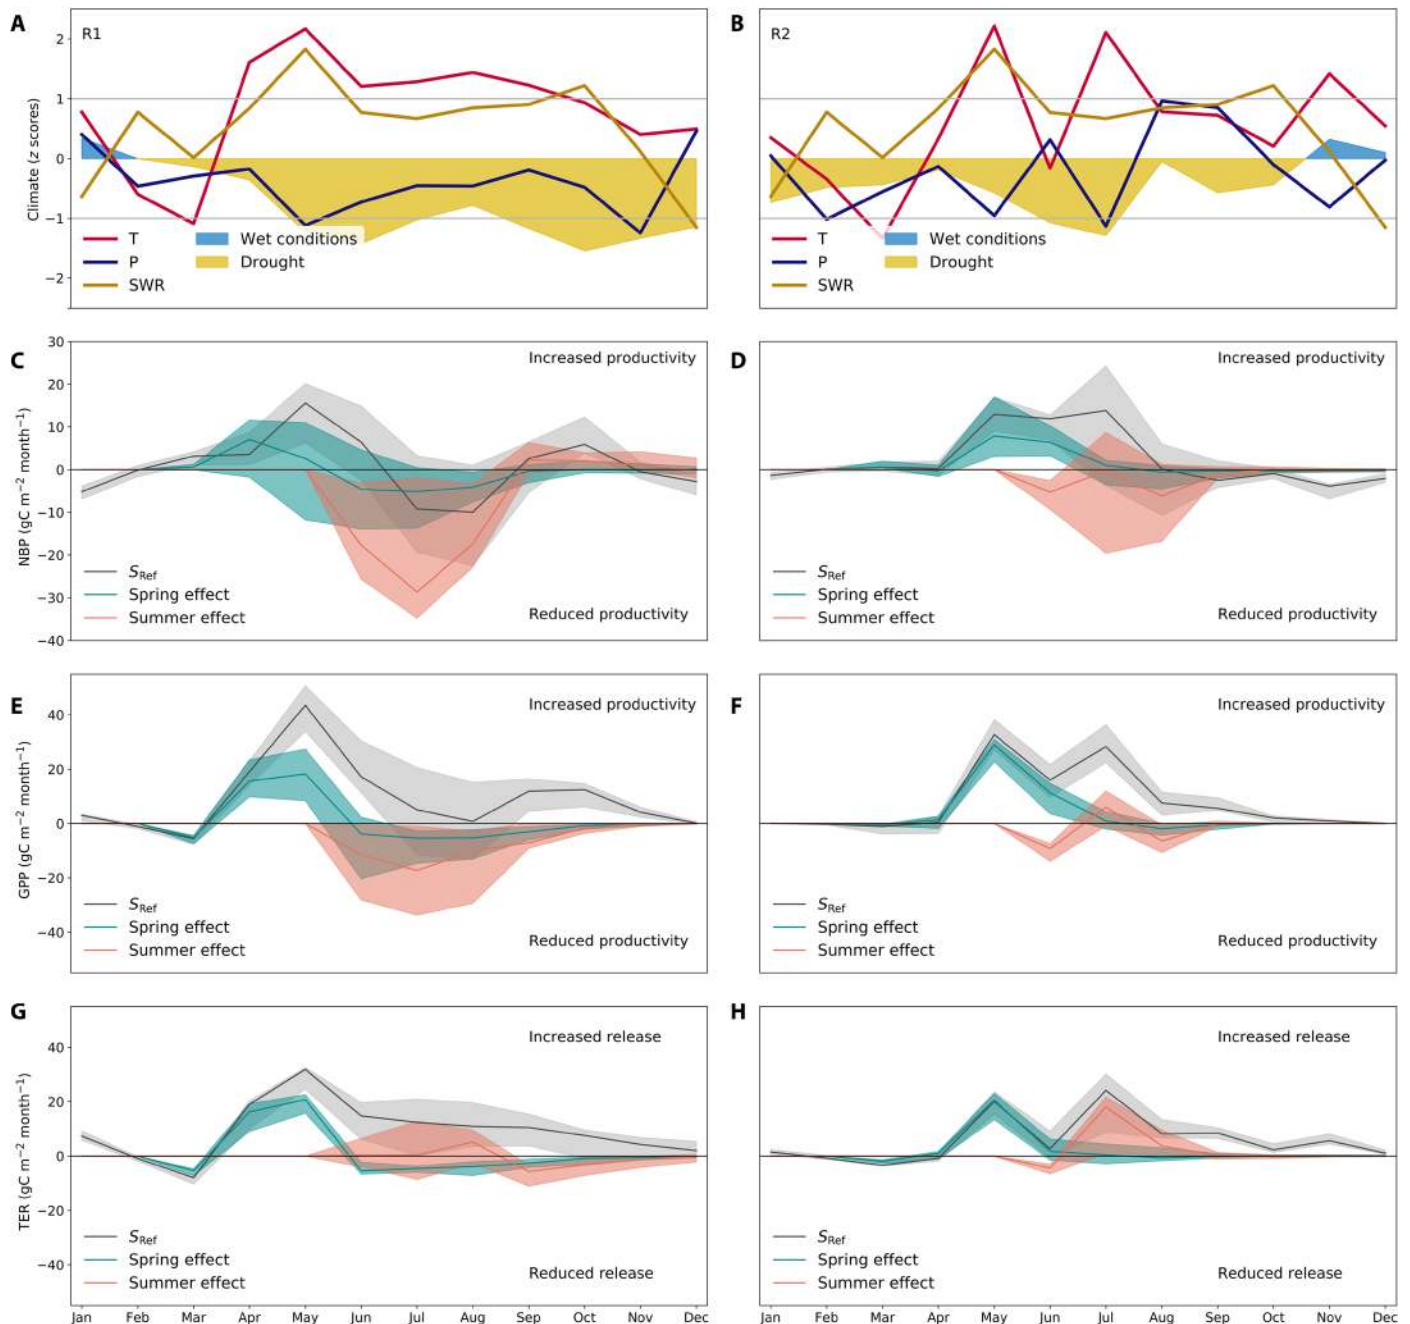 A
R1
Climate (z scores)
2
1
0
−1
−2
T
P
SWR
Wet conditions
Drought
B
R2
T
P
SWR
Wet conditions
Drought
C
Increased productivity
NBP (gC m−2 month−1)
30
20
10
0
−10
−20
−30
−40
SRef
Spring effect
Summer effect
Reduced productivity
D
Increased productivity
SRef
Spring effect
Summer effect
Reduced productivity
E
Increased productivity
GPP (gC m−2 month−1)
40
20
0
−20
−40
SRef
Spring effect
Summer effect
Reduced productivity
F
Increased productivity
SRef
Spring effect
Summer effect
Reduced productivity
G
Increased release
TER (gC m−2 month−1)
40
20
0
−20
−40
SRef
Spring effect
Summer effect
Reduced release
Jan Feb Mar Apr May Jun Jul Aug Sep Oct Nov Dec
H
Increased release
SRef
Spring effect
Summer effect
Reduced release
Jan Feb Mar Apr May Jun Jul Aug Sep Oct Nov Dec